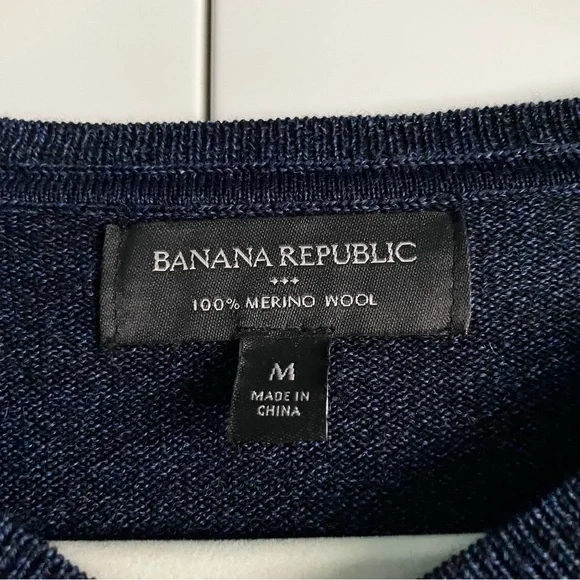 BANANA REPUBLIC
100% MERINO WOOL
M
MADE IN
CHINA